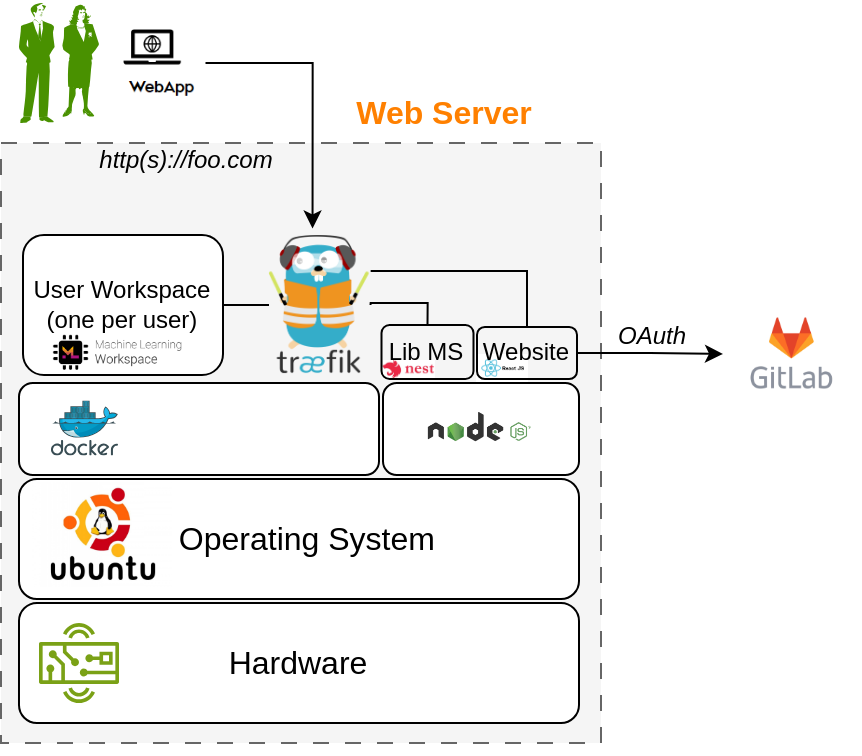 WebApp
Web Server
http(s)://foo.com
User Workspace
(one per user)
ML
Machine Learning
Workspace
træfik
Lib MS
nest
Website
React JS
OAuth
GitLab
docker
node
JS
ubuntu
Operating System
Hardware